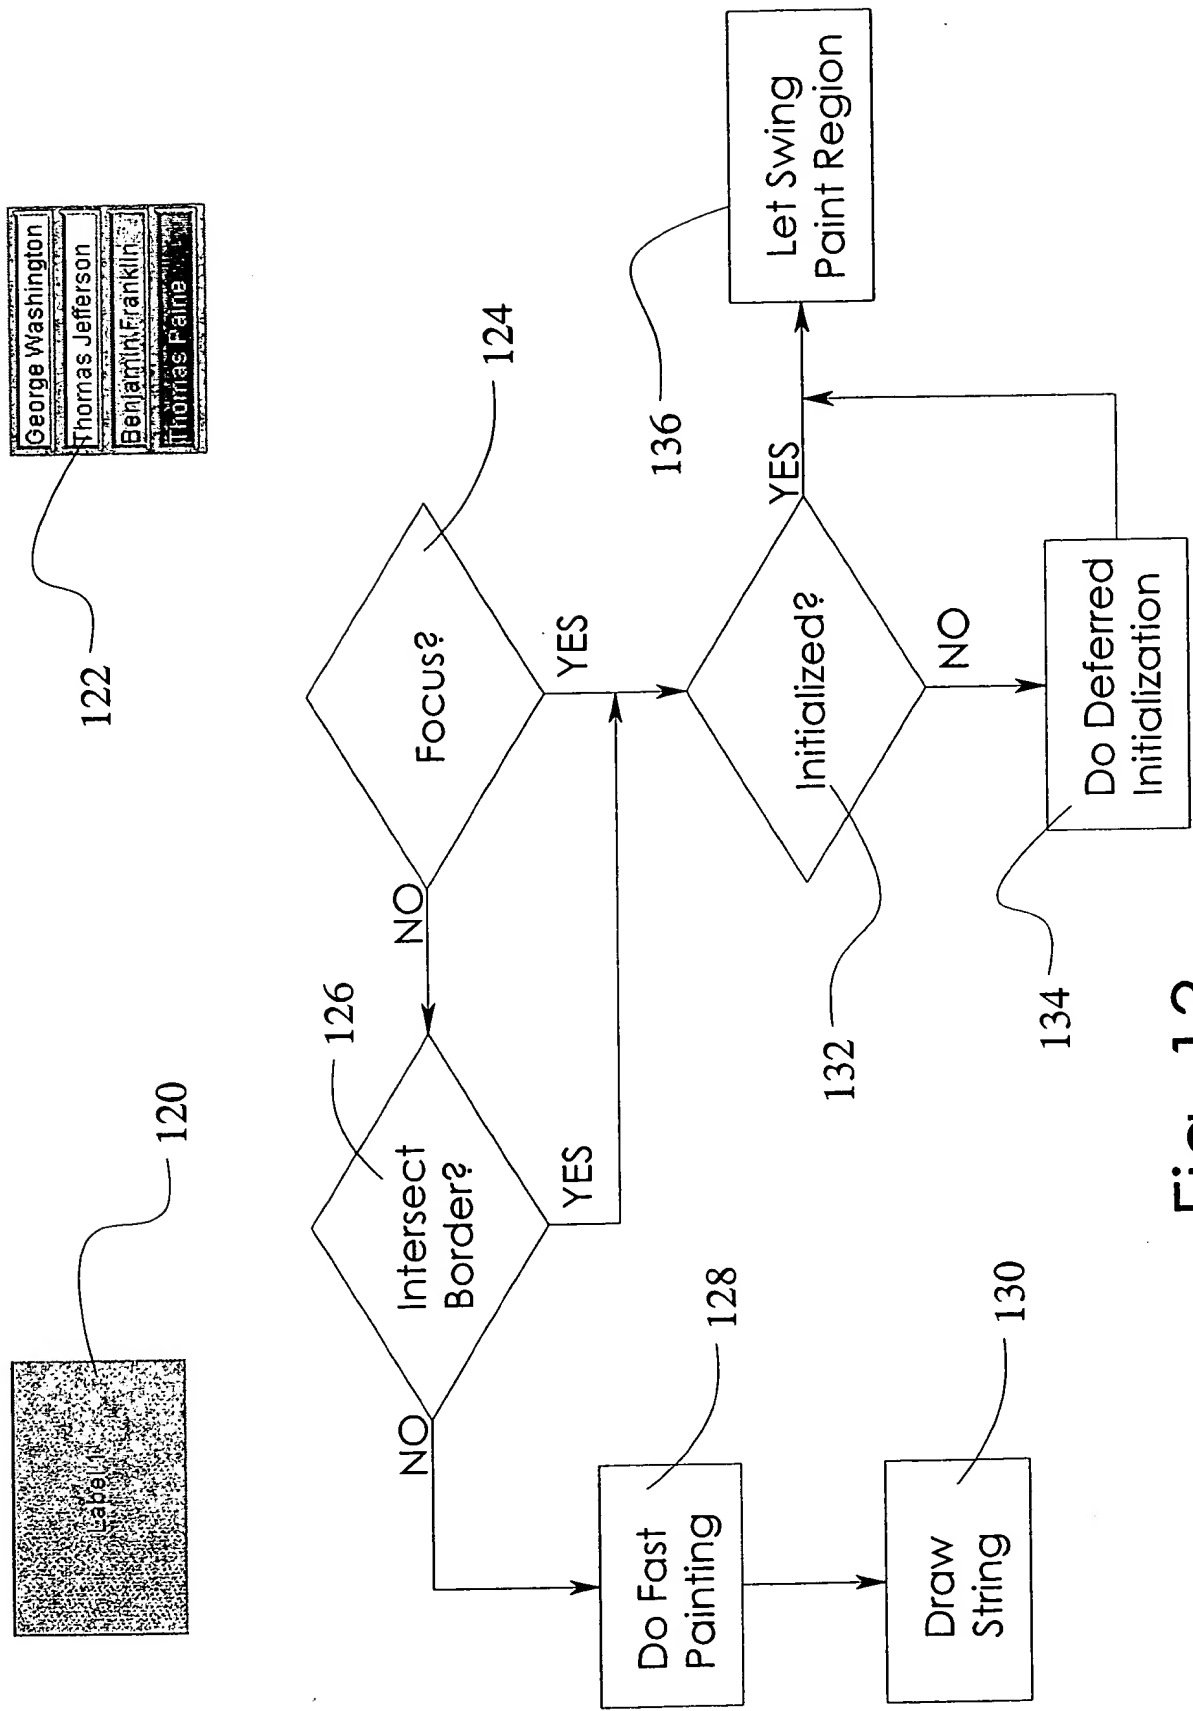 Label 1
120
George Washington
Thomas Jefferson
Benjamin Franklin
Thomas Paine
122
Focus?
124
NO
YES
Intersect
Border?
126
NO
YES
Do Fast
Painting
128
Draw
String
130
Initialized?
132
YES
NO
Let Swing
Paint Region
136
Do Deferred
Initialization
134